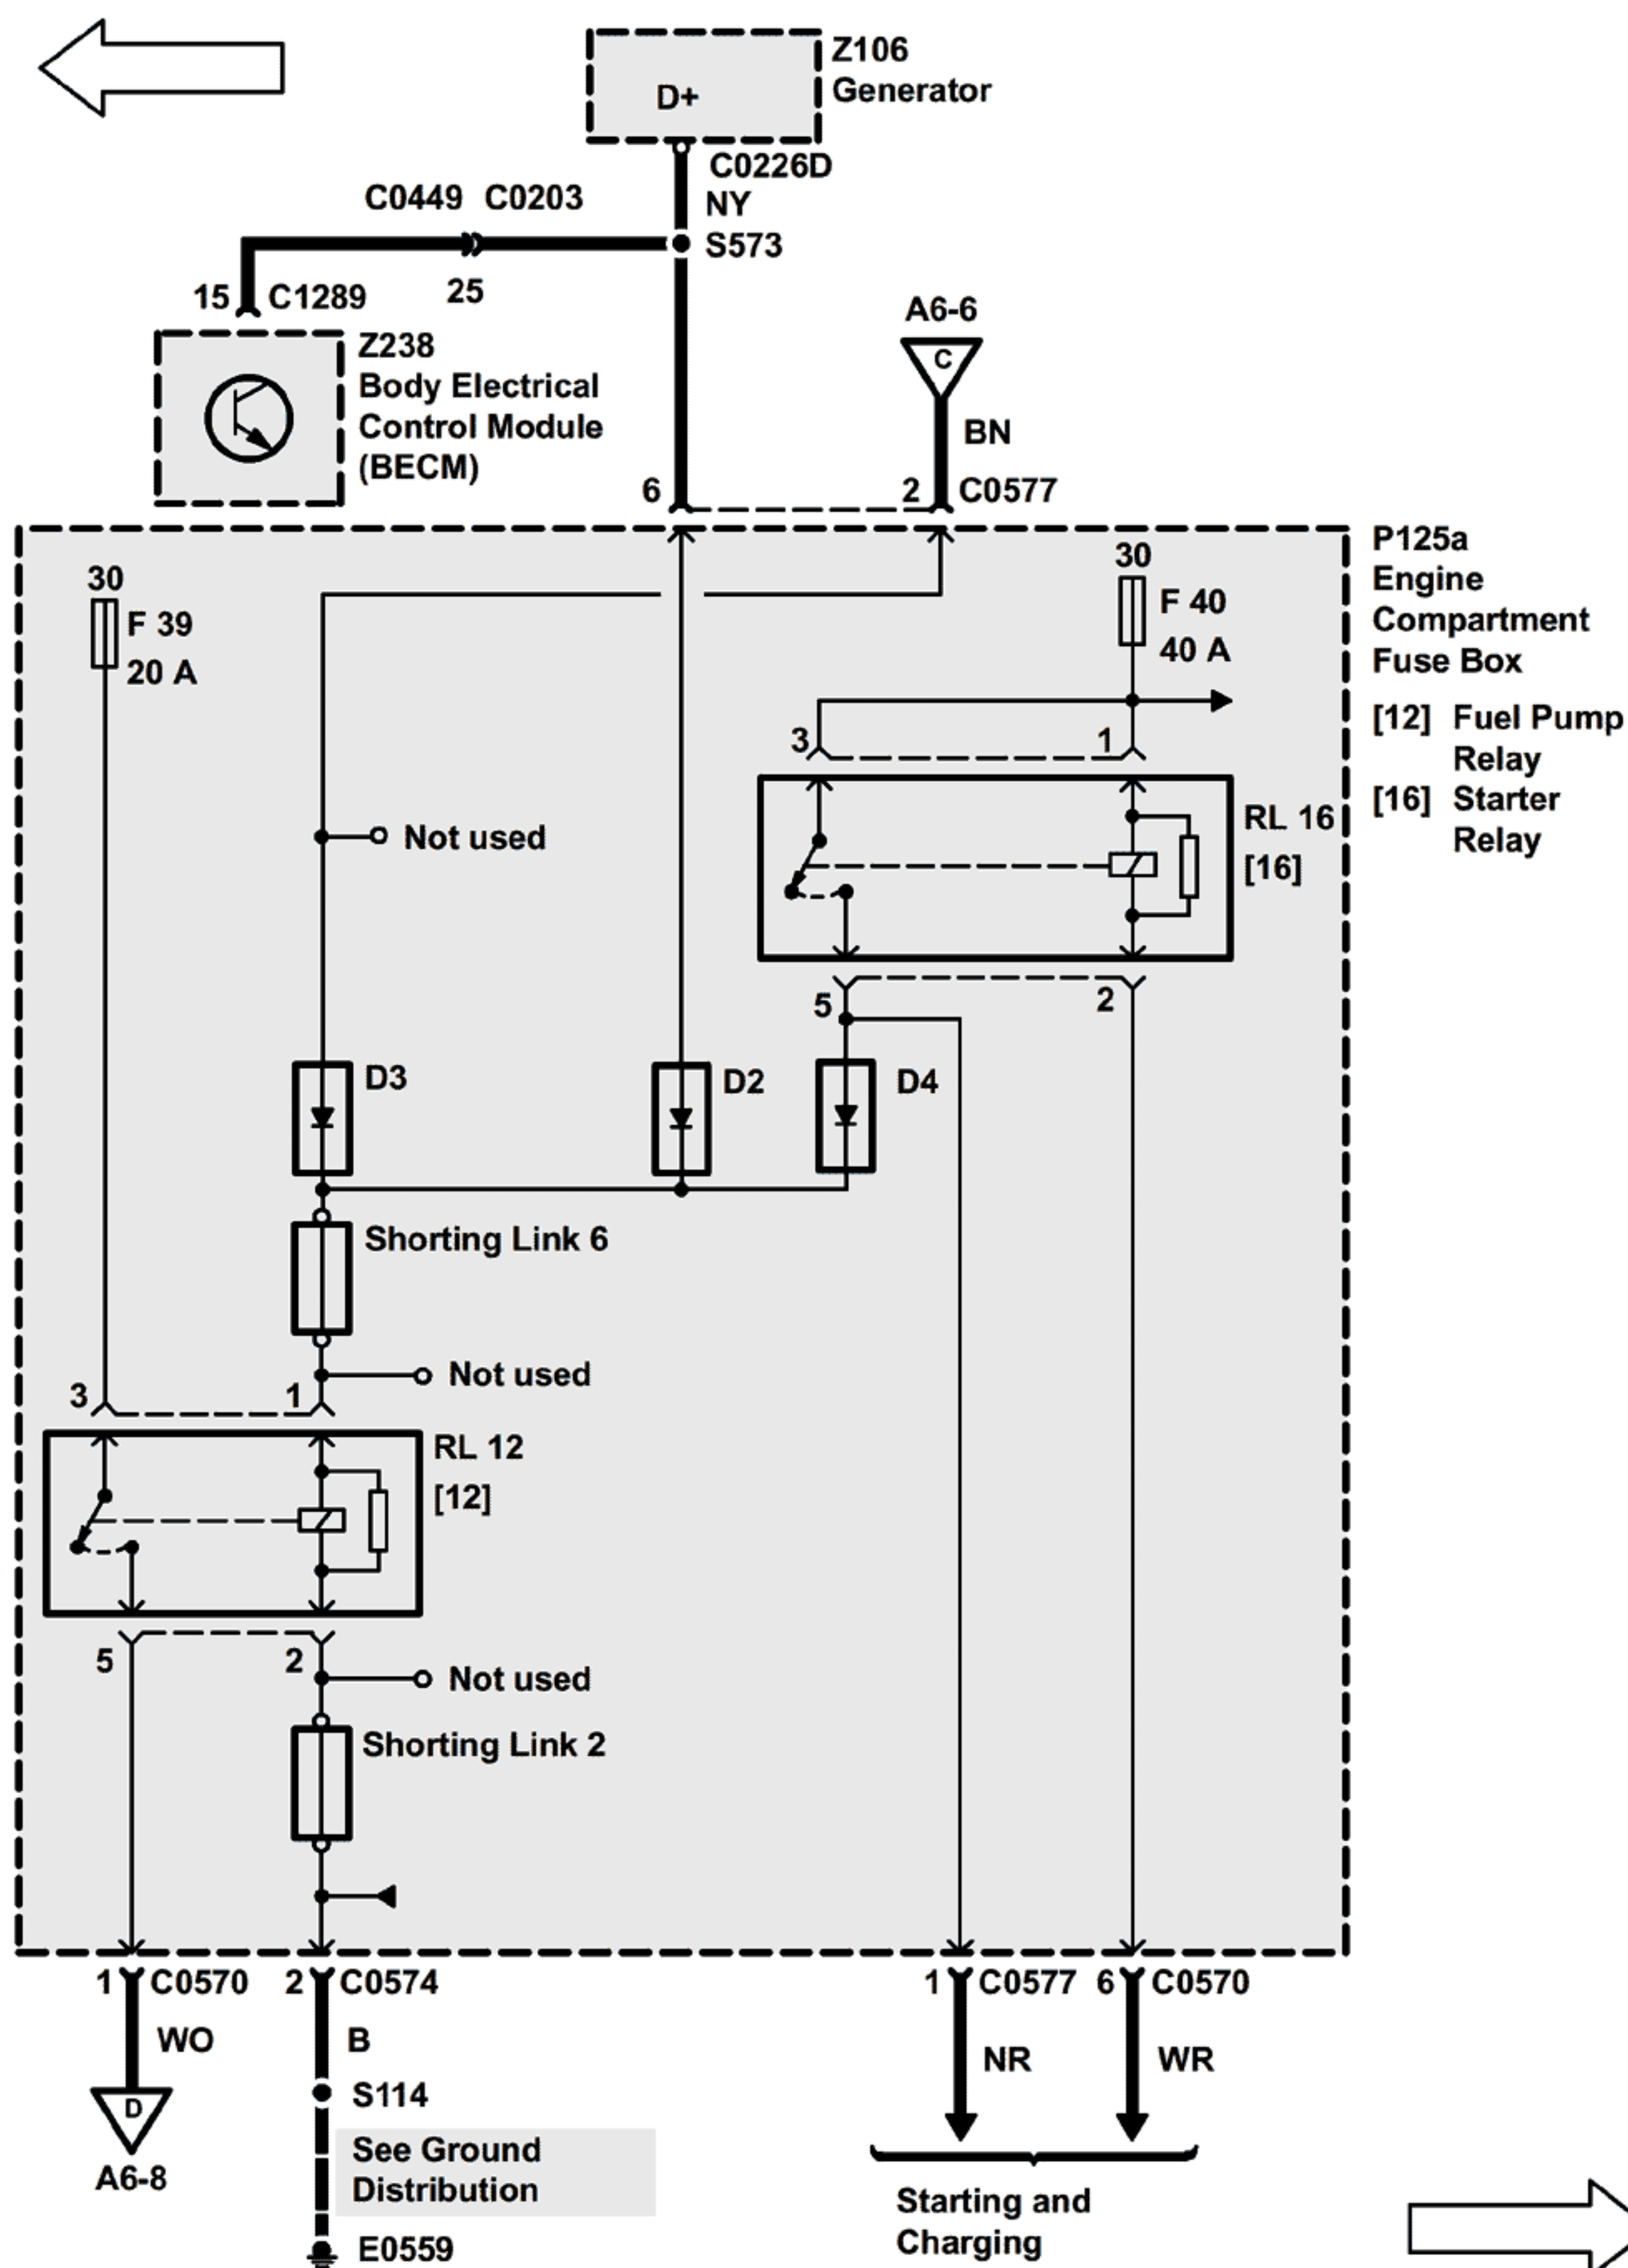 Z106
Generator
D+
C0226D
NY
S573
C0449 C0203
25
15 C1289
Z238
Body Electrical
Control Module
(BECM)
A6-6
C
BN
6
2 C0577
P125a
Engine
Compartment
Fuse Box
[12] Fuel Pump
Relay
[16] Starter
Relay
30
F 39
20 A
30
F 40
40 A
3
1
RL 16
[16]
Not used
5
2
D3
D2
D4
Shorting Link 6
Not used
3
1
RL 12
[12]
5
2
Not used
Shorting Link 2
1 C0570
2 C0574
1 C0577
6 C0570
WO
B
NR
WR
D
A6-8
S114
See Ground
Distribution
E0559
Starting and
Charging